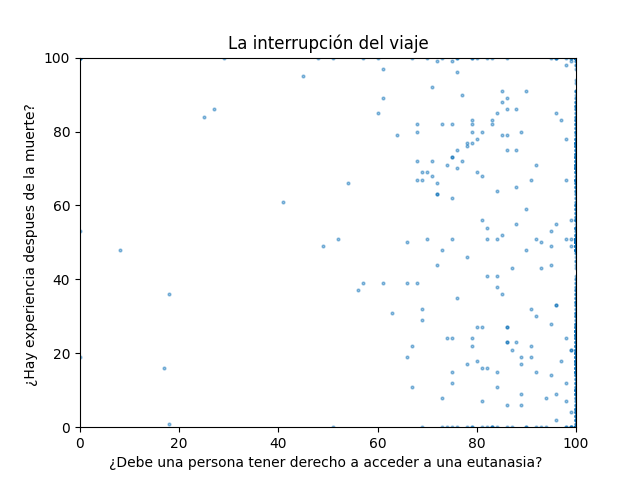 La interrupción del viaje
¿Hay experiencia despues de la muerte?
100
80
60
40
20
0
0 20 40 60 80 100
¿Debe una persona tener derecho a acceder a una eutanasia?